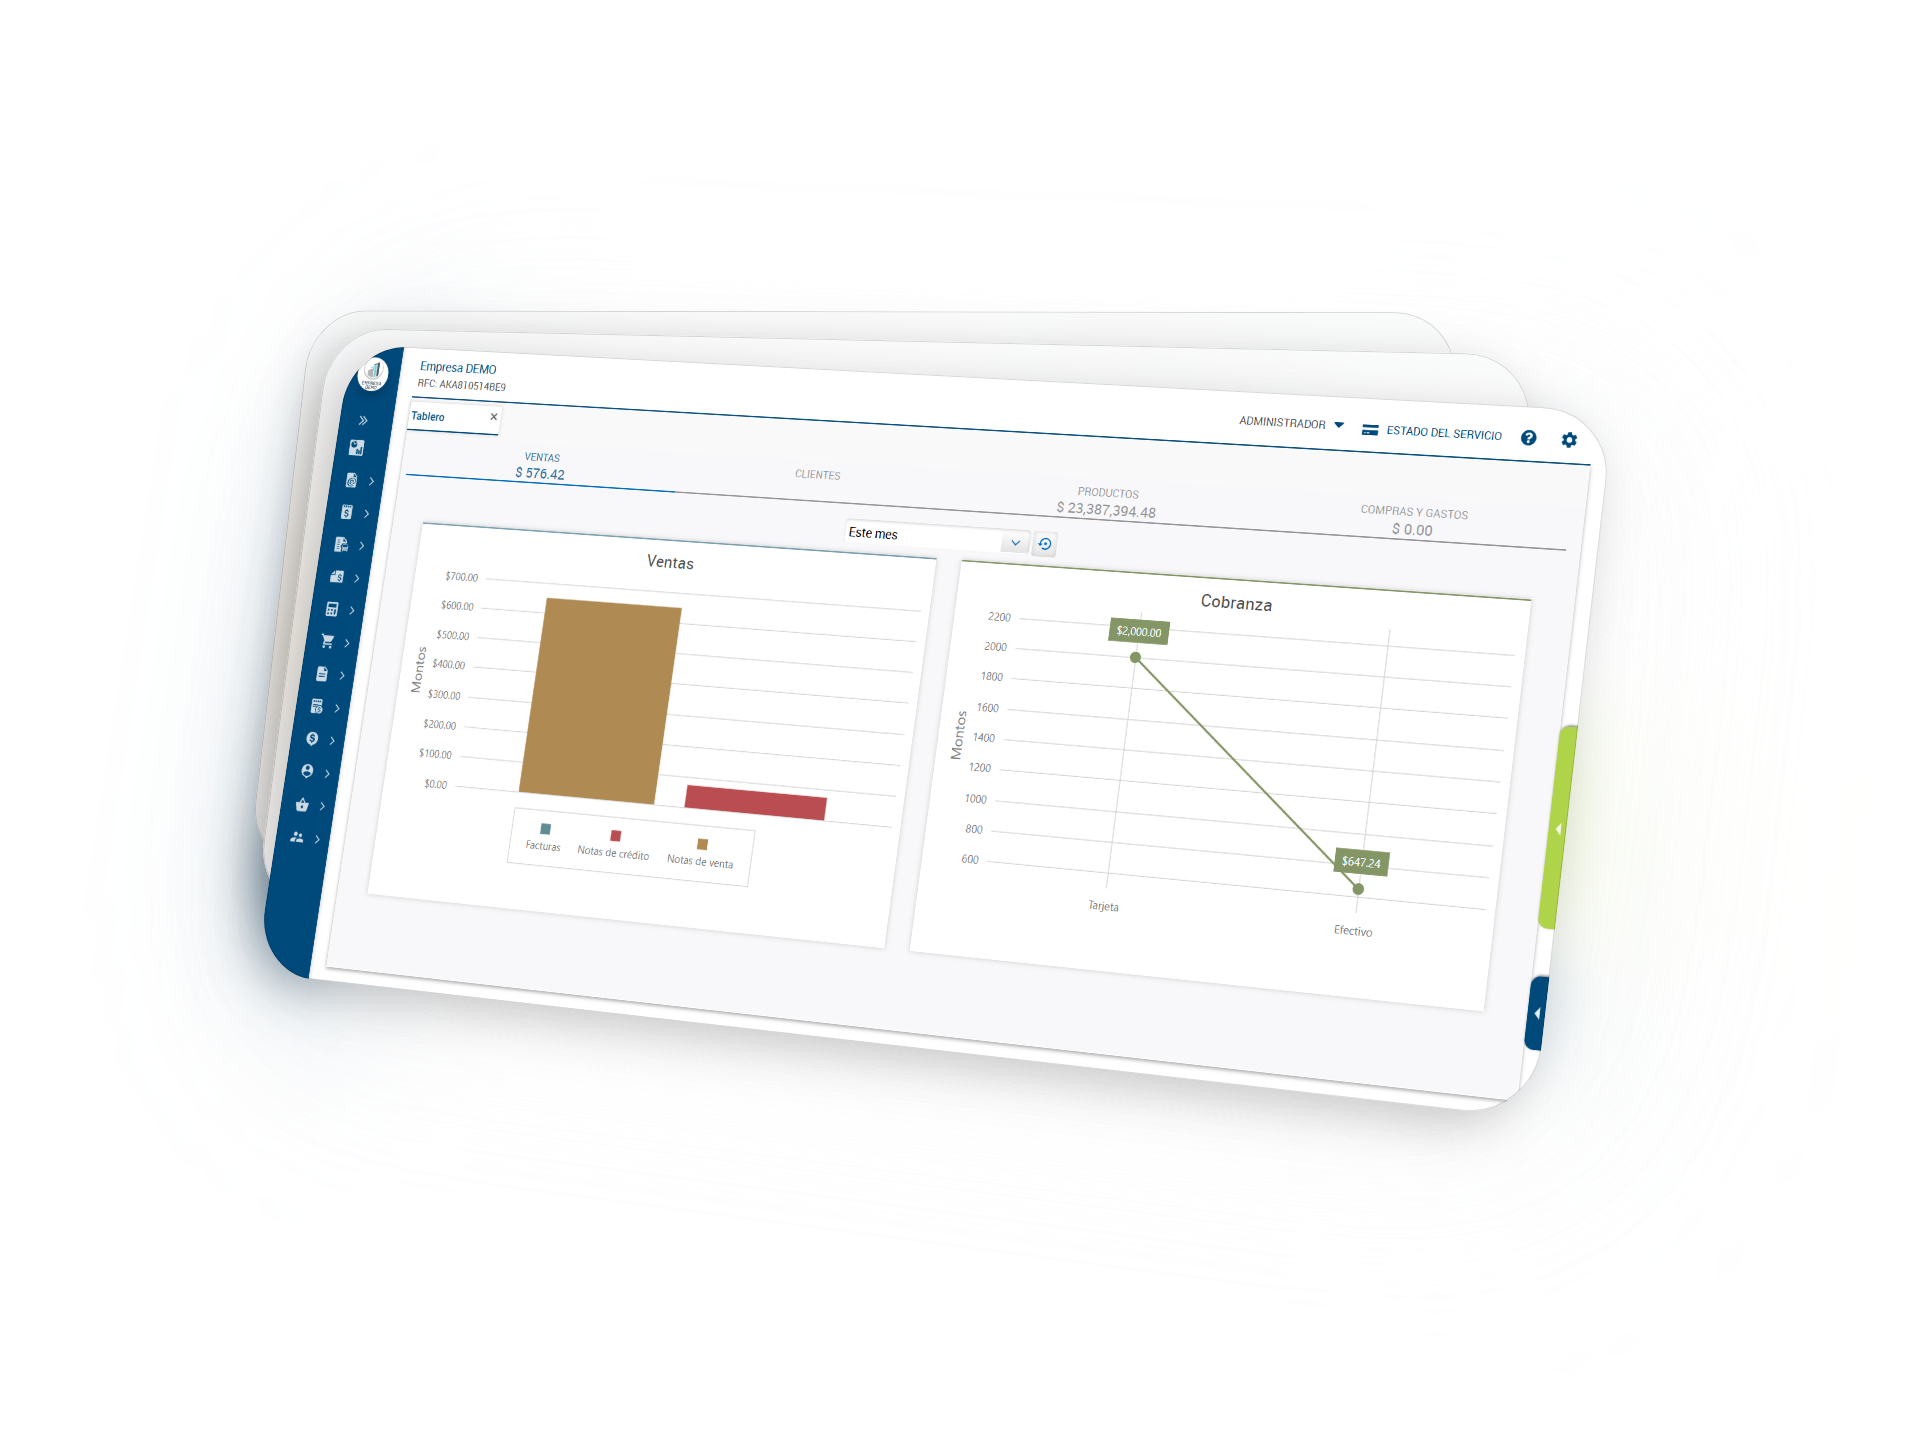 EMPRESA
DEMO
Empresa DEMO
RFC: AKA810514BE9
ADMINISTRADOR
ESTADO DEL SERVICIO
Tablero ×
VENTAS
$ 576.42
CLIENTES
PRODUCTOS
$ 23,387,394.48
COMPRAS Y GASTOS
$ 0.00
Este mes
Ventas
$700.00
$600.00
$500.00
$400.00
$300.00
$200.00
$100.00
$0.00
Montos
Facturas
Notas de crédito
Notas de venta
Cobranza
2200
2000
1800
1600
1400
1200
1000
800
600
Montos
$2,000.00
$647.24
Tarjeta
Efectivo